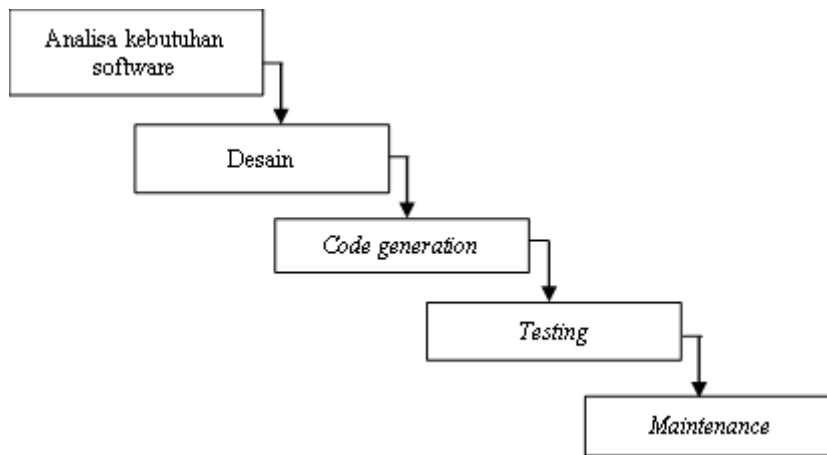 Analisa kebutuhan
software
Desain
Code generation
Testing
Maintenance